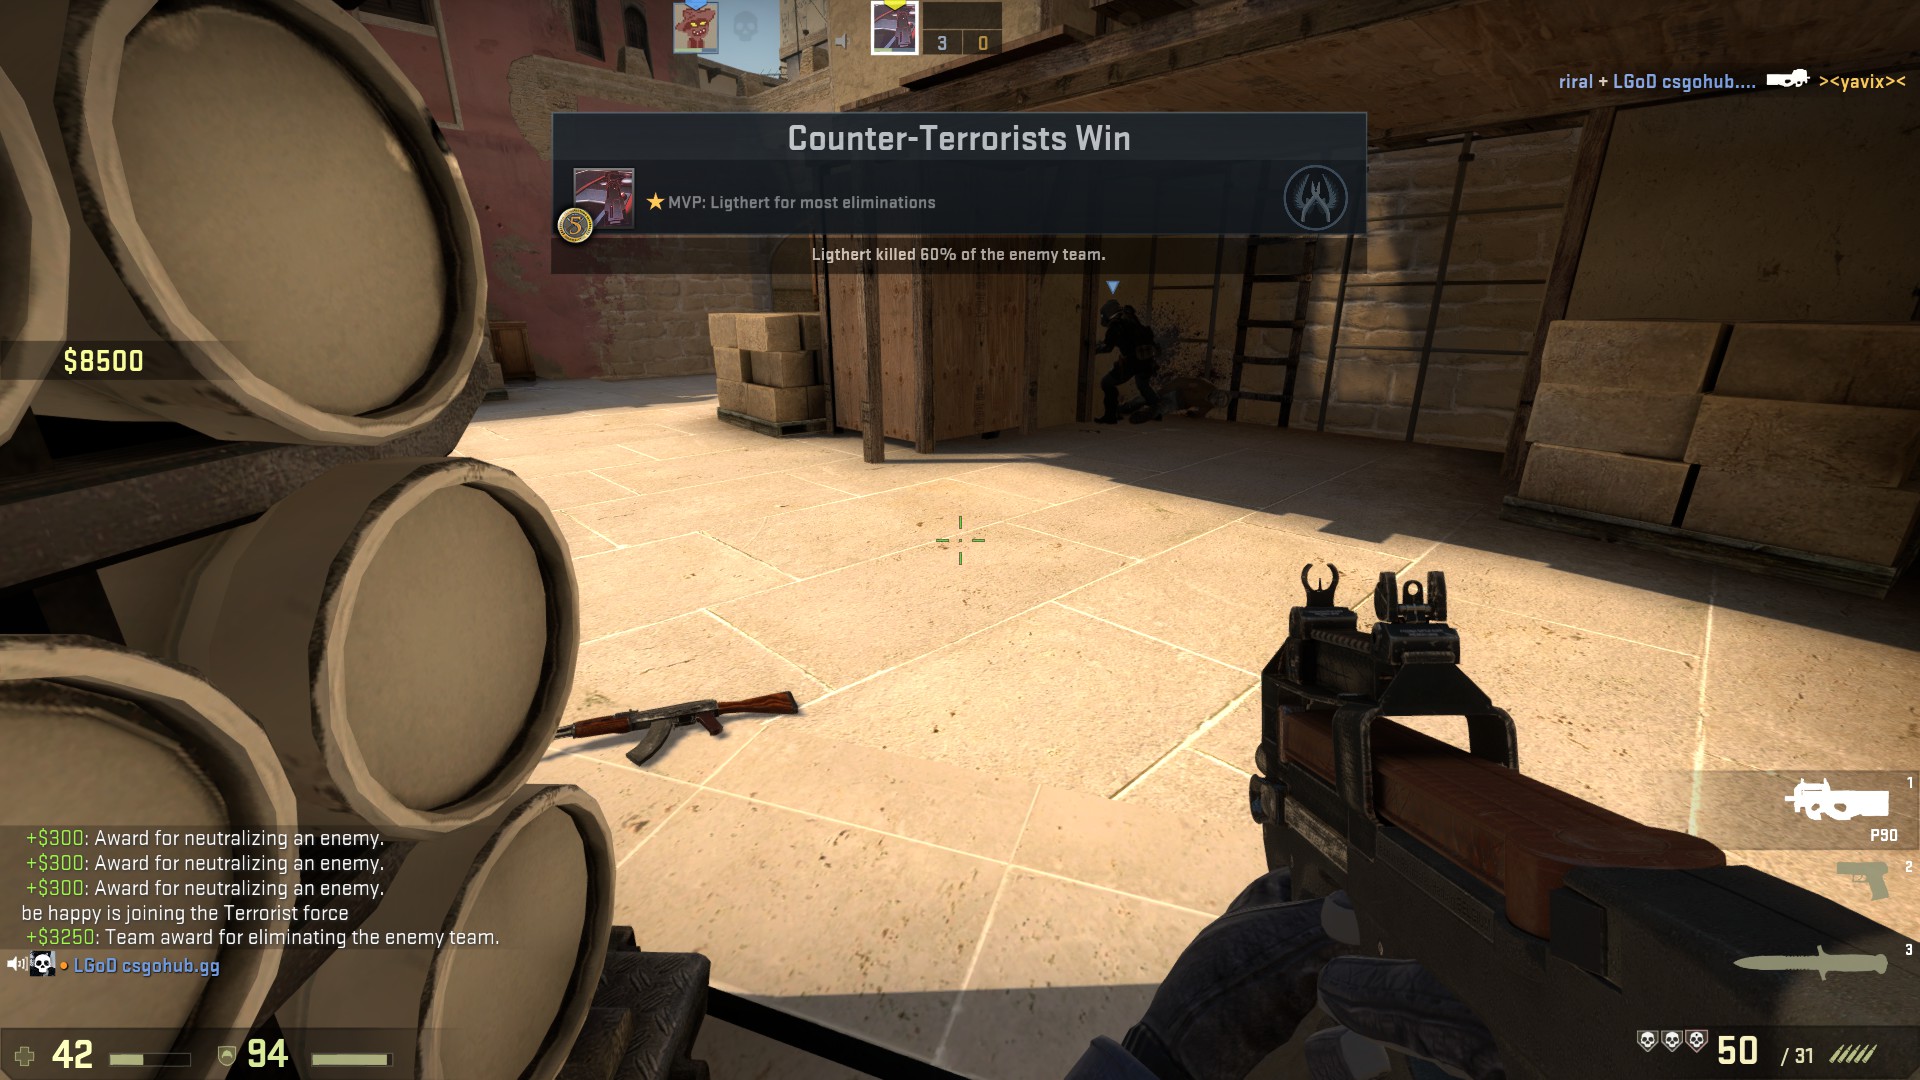 3 0
riral + LGoD csgohub.... ><yavix><
Counter-Terrorists Win
MVP: Ligthert for most eliminations
5
Ligthert killed 60% of the enemy team.
$8500
1
P90
2
3
+$300: Award for neutralizing an enemy.
+$300: Award for neutralizing an enemy.
+$300: Award for neutralizing an enemy.
be happy is joining the Terrorist force
+$3250: Team award for eliminating the enemy team.
LGoD csgohub.gg
42 94
50 / 31